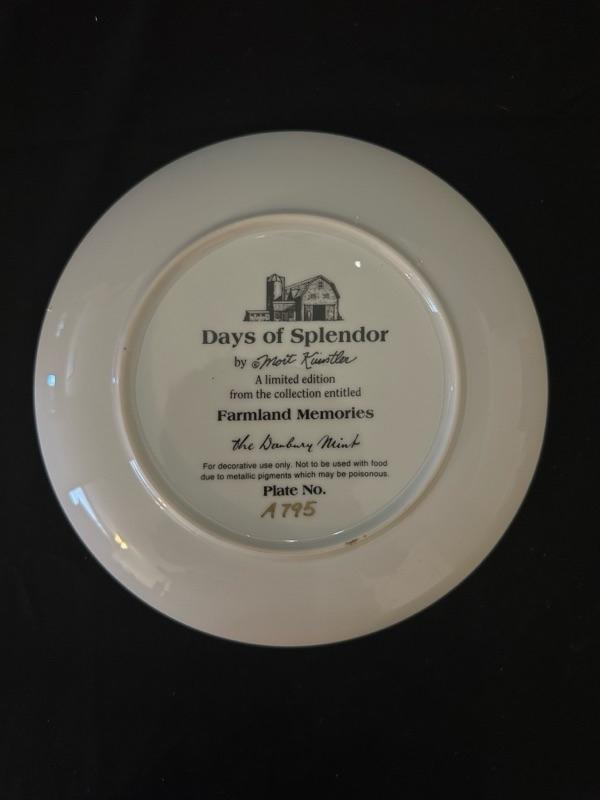 Days of Splendor
by © Mort Künstler
A limited edition
from the collection entitled
Farmland Memories
the Danbury Mint
For decorative use only. Not to be used with food
due to metallic pigments which may be poisonous.
Plate No.
A795